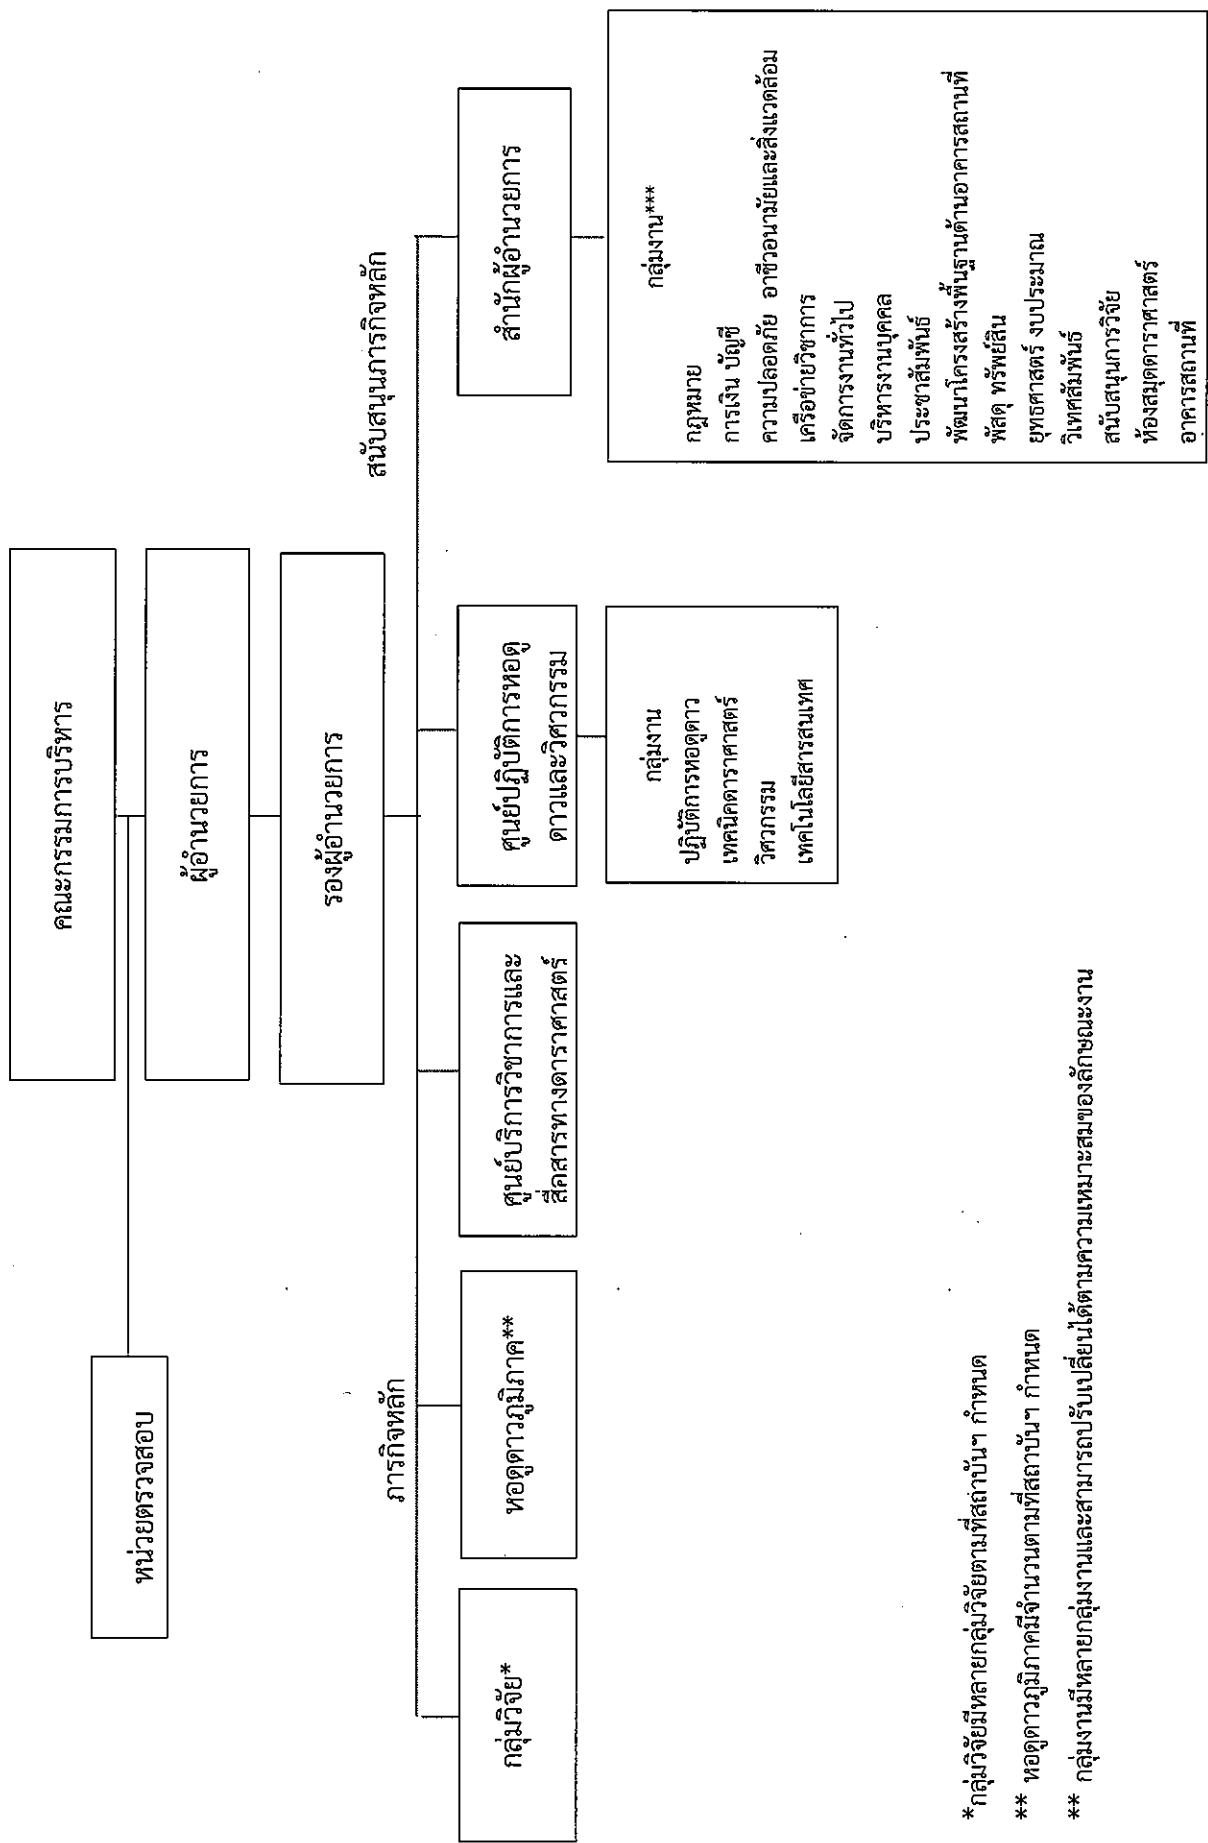 คณะกรรมการบริหาร
หน่วยตรวจสอบ
ผู้อำนวยการ
รองผู้อำนวยการ
ภารกิจหลัก
สนับสนุนภารกิจหลัก
กลุ่มวิจัย*
หอดูดาวภูมิภาค**
ศูนย์บริการวิชาการและ
สื่อสารทางดาราศาสตร์
ศูนย์ปฏิบัติการหอดู
ดาวและวิศวกรรม
สำนักผู้อำนวยการ
กลุ่มงาน
ปฏิบัติการหอดูดาว
เทคนิคดาราศาสตร์
วิศวกรรม
เทคโนโลยีสารสนเทศ
กลุ่มงาน***
กฎหมาย
การเงิน บัญชี
ความปลอดภัย อาชีวอนามัยและสิ่งแวดล้อม
เครือข่ายวิชาการ
จัดการงานทั่วไป
บริหารงานบุคคล
ประชาสัมพันธ์
พัฒนาโครงสร้างพื้นฐานด้านอาคารสถานที่
พัสดุ ทรัพย์สิน
ยุทธศาสตร์ งบประมาณ
วิเทศสัมพันธ์
สนับสนุนการวิจัย
ห้องสมุดดาราศาสตร์
อาคารสถานที่
*กลุ่มวิจัยมีหลายกลุ่มวิจัยตามที่สถาบันฯ กำหนด
** หอดูดาวภูมิภาคมีจำนวนตามที่สถาบันฯ กำหนด
** กลุ่มงานมีหลายกลุ่มงานและสามารถปรับเปลี่ยนได้ตามความเหมาะสมของลักษณะงาน